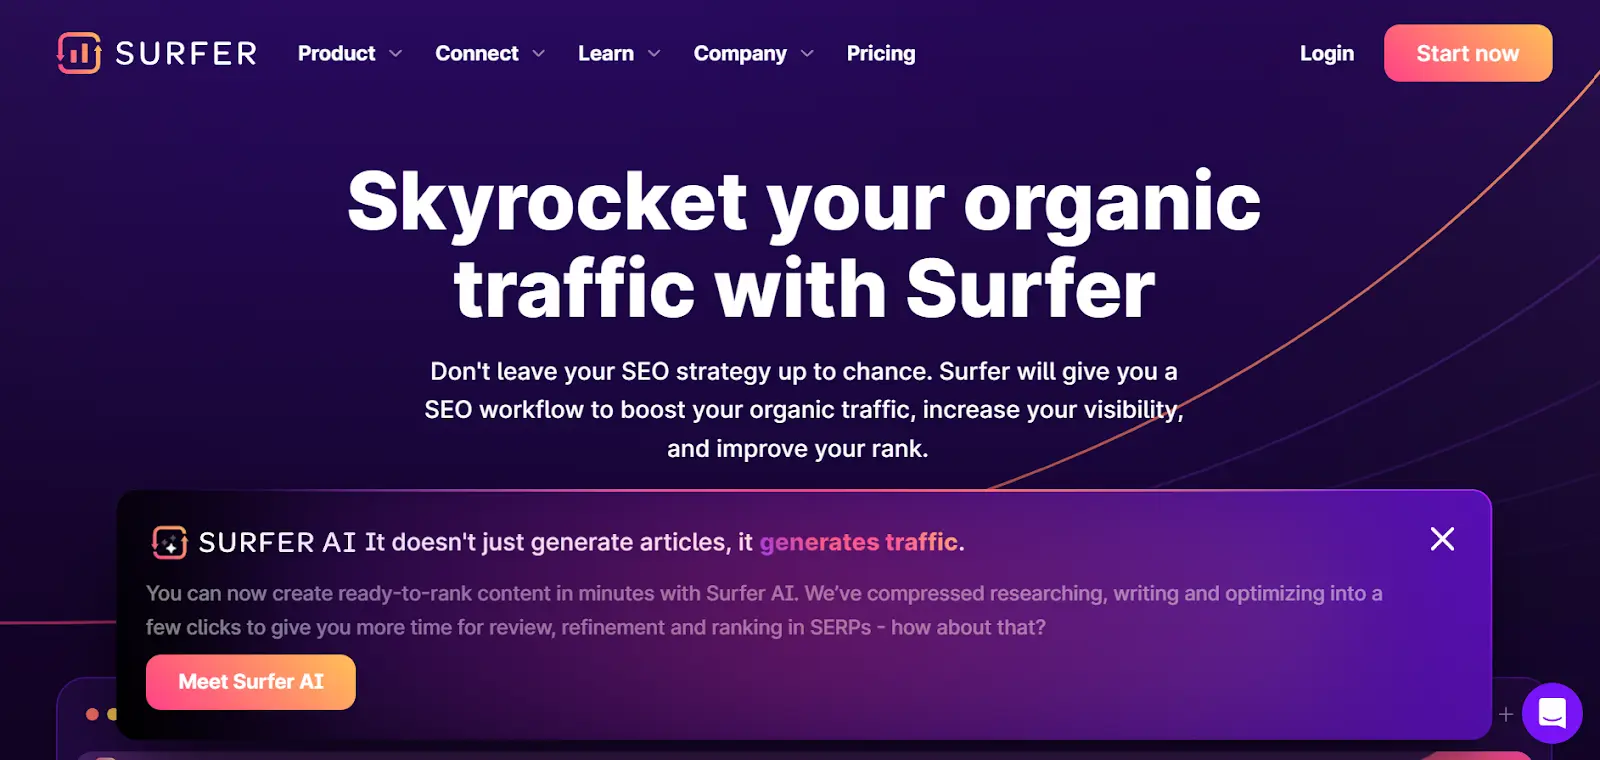 SURFER Product Connect Learn Company Pricing Login Start now
Skyrocket your organic
traffic with Surfer
Don't leave your SEO strategy up to chance. Surfer will give you a
SEO workflow to boost your organic traffic, increase your visibility,
and improve your rank.
SURFER AI It doesn't just generate articles, it generates traffic.
You can now create ready-to-rank content in minutes with Surfer AI. We’ve compressed researching, writing and optimizing into a
few clicks to give you more time for review, refinement and ranking in SERPs - how about that?
Meet Surfer AI